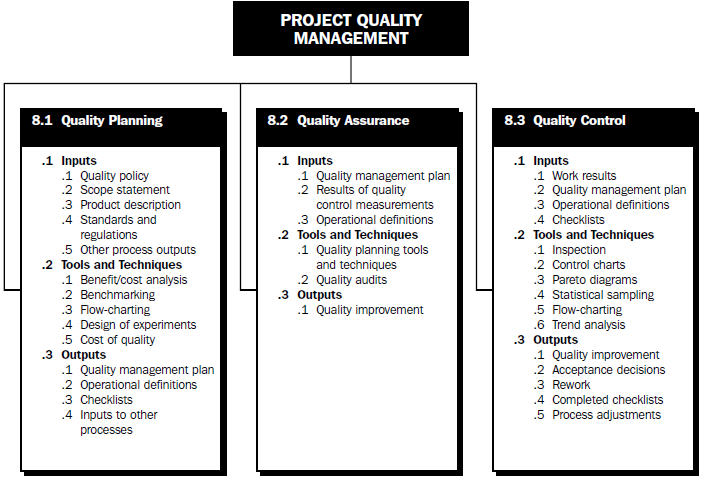 PROJECT QUALITY
MANAGEMENT
8.1 Quality Planning
.1 Inputs
.1 Quality policy
.2 Scope statement
.3 Product description
.4 Standards and
regulations
.5 Other process outputs
.2 Tools and Techniques
.1 Benefit/cost analysis
.2 Benchmarking
.3 Flow-charting
.4 Design of experiments
.5 Cost of quality
.3 Outputs
.1 Quality management plan
.2 Operational definitions
.3 Checklists
.4 Inputs to other
processes
8.2 Quality Assurance
.1 Inputs
.1 Quality management plan
.2 Results of quality
control measurements
.3 Operational definitions
.2 Tools and Techniques
.1 Quality planning tools
and techniques
.2 Quality audits
.3 Outputs
.1 Quality improvement
8.3 Quality Control
.1 Inputs
.1 Work results
.2 Quality management plan
.3 Operational definitions
.4 Checklists
.2 Tools and Techniques
.1 Inspection
.2 Control charts
.3 Pareto diagrams
.4 Statistical sampling
.5 Flow-charting
.6 Trend analysis
.3 Outputs
.1 Quality improvement
.2 Acceptance decisions
.3 Rework
.4 Completed checklists
.5 Process adjustments